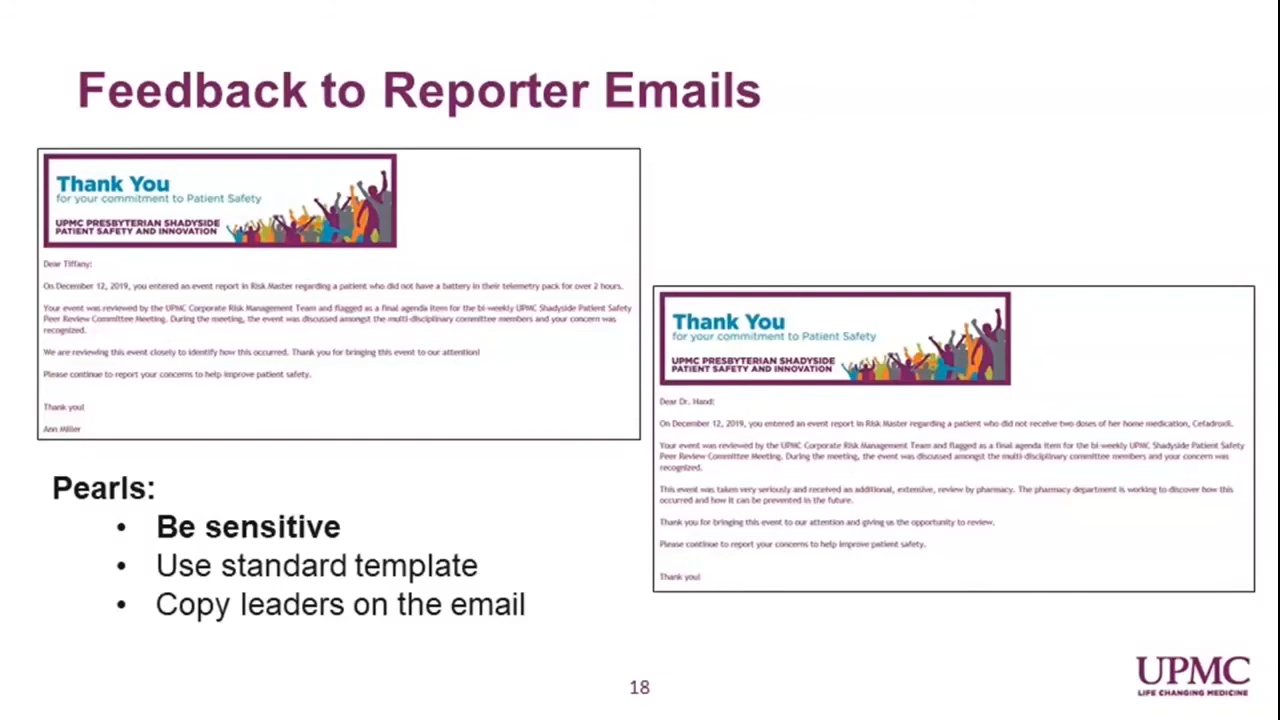 Feedback to Reporter Emails
Thank You
for your commitment to Patient Safety
UPMC PRESBYTERIAN SHADYSIDE
PATIENT SAFETY AND INNOVATION
Dear Tiffany:
On December 12, 2019, you entered an event report in Risk Master regarding a patient who did not have a battery in their telemetry pack for over 2 hours.
Your event was reviewed by the UPMC Corporate Risk Management Team and flagged as a final agenda item for the bi-weekly UPMC Shadyside Patient Safety
Peer Review Committee Meeting. During the meeting, the event was discussed amongst the multi-disciplinary committee members and your concern was
recognized.
We are reviewing this event closely to identify how this occurred. Thank you for bringing this event to our attention!
Please continue to report your concerns to help improve patient safety.
Thank you!
Ann Miller
Thank You
for your commitment to Patient Safety
UPMC PRESBYTERIAN SHADYSIDE
PATIENT SAFETY AND INNOVATION
Dear Dr. Hand:
On December 12, 2019, you entered an event report in Risk Master regarding a patient who did not receive two doses of her home medication, Cefadroxil.
Your event was reviewed by the UPMC Corporate Risk Management Team and flagged as a final agenda item for the bi-weekly UPMC Shadyside Patient Safety
Peer Review Committee Meeting. During the meeting, the event was discussed amongst the multi-disciplinary committee members and your concern was
recognized.
This event was taken very seriously and received an additional, extensive, review by pharmacy. The pharmacy department is working to discover how this
occurred and how it can be prevented in the future.
Thank you for bringing this event to our attention and giving us the opportunity to review.
Please continue to report your concerns to help improve patient safety.
Thank you!
Pearls:
• Be sensitive
• Use standard template
• Copy leaders on the email
18
UPMC
LIFE CHANGING MEDICINE